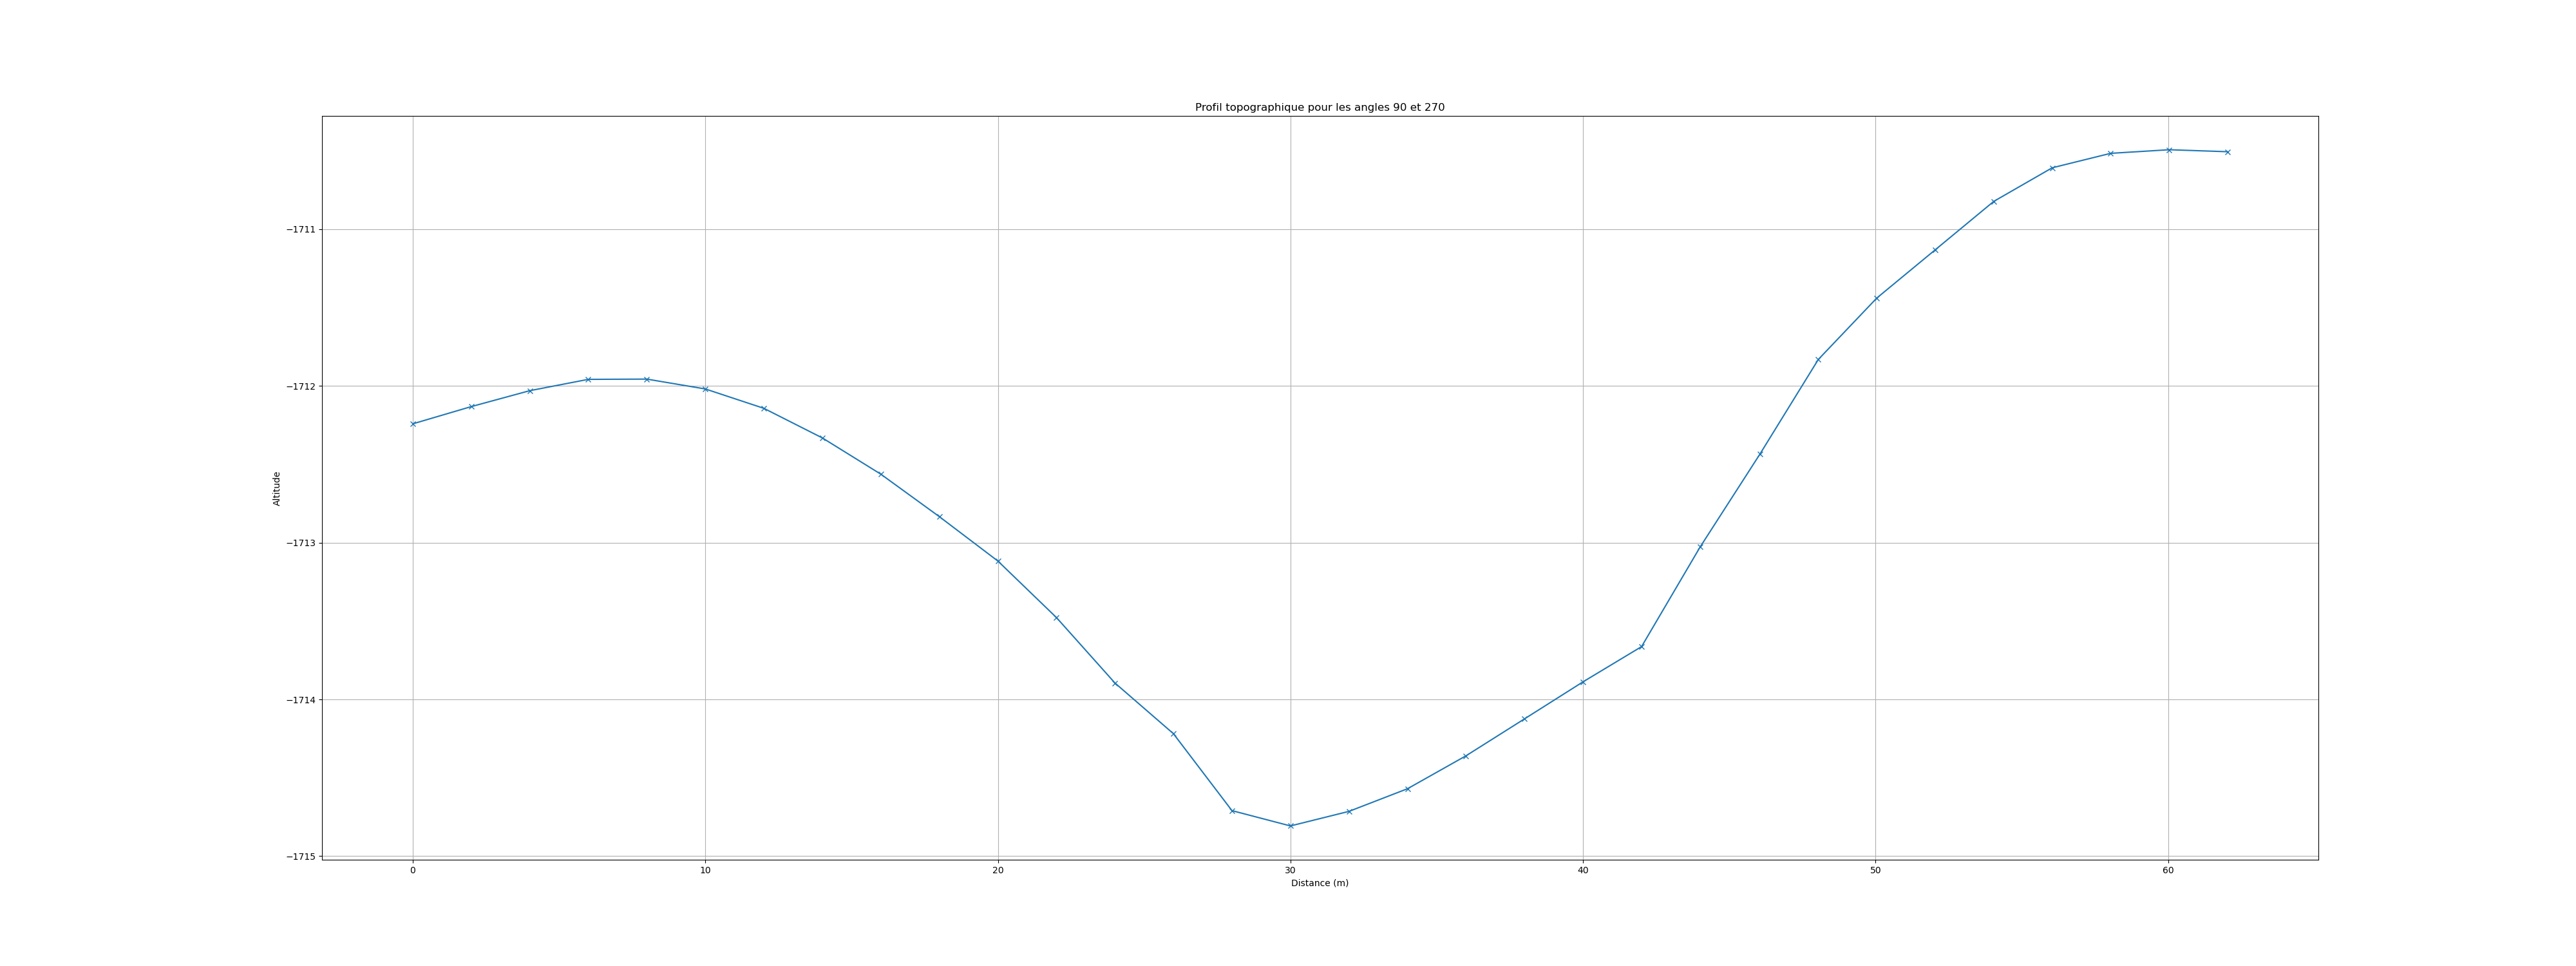 Profil topographique pour les angles 90 et 270
Altitude
−1711
−1712
−1713
−1714
−1715
0 10 20 30 40 50 60
Distance (m)